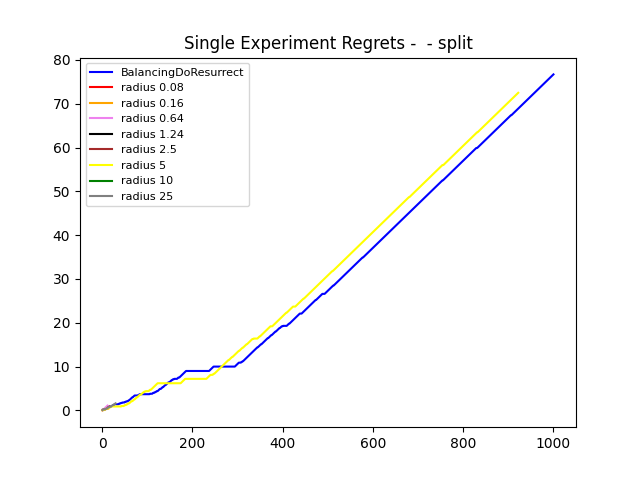 Single Experiment Regrets -  - split
80
70
60
50
40
30
20
10
0
BalancingDoResurrect
radius 0.08
radius 0.16
radius 0.64
radius 1.24
radius 2.5
radius 5
radius 10
radius 25
0 200 400 600 800 1000